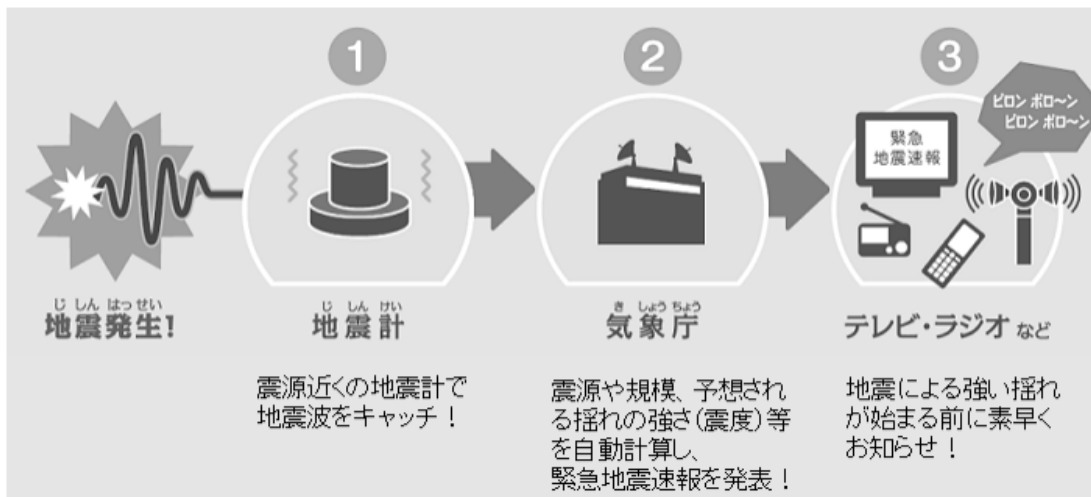 1
2
3
ピロン ポロ～ン
ピロン ポロ～ン
緊急
地震速報
じ しん はっ せい
地震発生！
じ しん けい
地震計
き しょう ちょう
気象庁
テレビ・ラジオ など
震源近くの地震計で
地震波をキャッチ！
震源や規模、予想され
る揺れの強さ（震度）等
を自動計算し、
緊急地震速報を発表！
地震による強い揺れ
が始まる前に素早く
お知らせ！